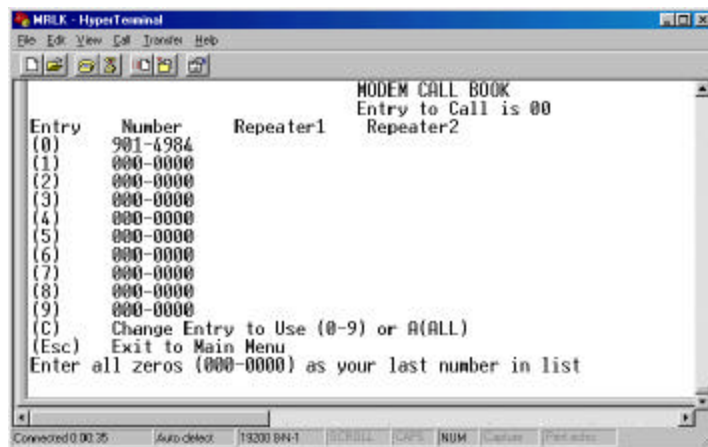 MRLK - HyperTerminal
File Edit View Call Transfer Help
MODEM CALL BOOK
Entry to Call is 00
Entry Number Repeater1 Repeater2
(0) 901-4984
(1) 000-0000
(2) 000-0000
(3) 000-0000
(4) 000-0000
(5) 000-0000
(6) 000-0000
(7) 000-0000
(8) 000-0000
(9) 000-0000
(C) Change Entry to Use (0-9) or A(ALL)
(Esc) Exit to Main Menu
Enter all zeros (000-0000) as your last number in list
Connected 0:00:35 Auto detect 19200 8-N-1 SCROLL CAPS NUM Capture Print echo